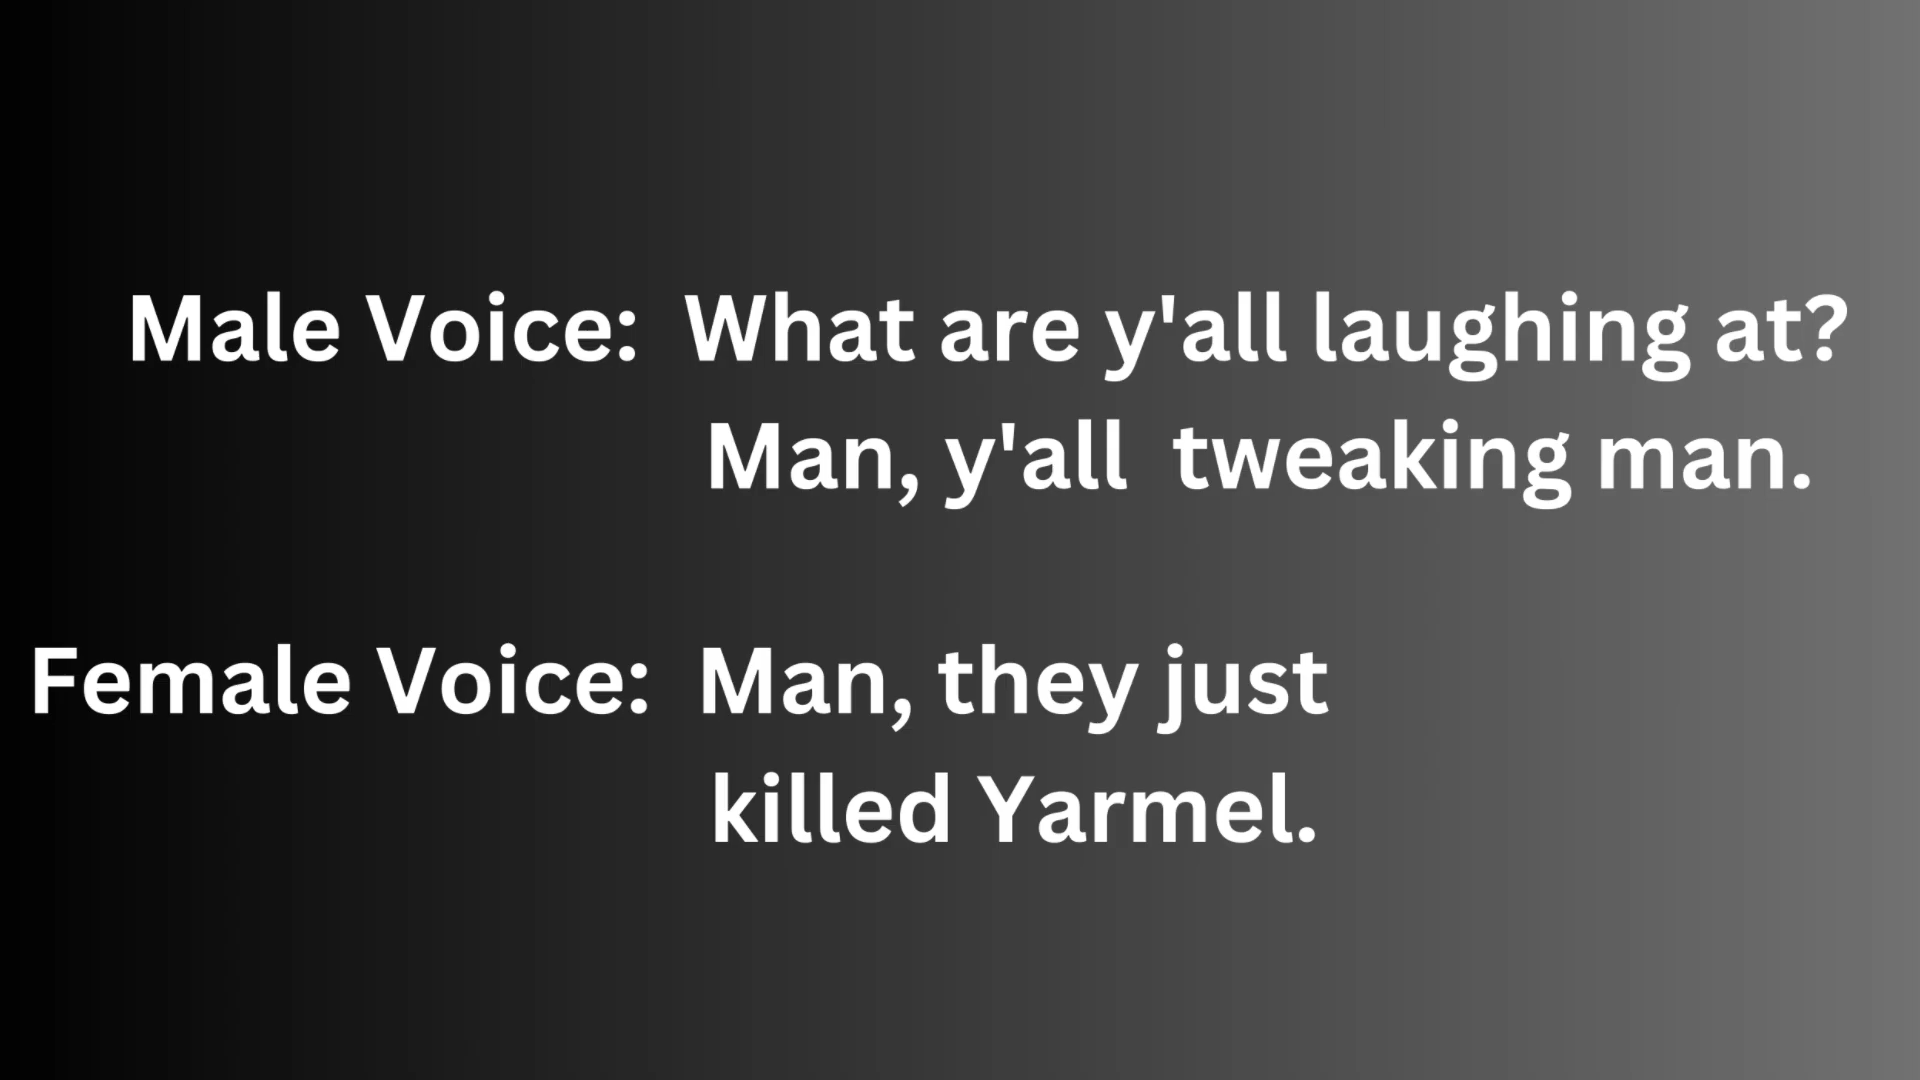 Male Voice:  What are y'all laughing at?
Man, y'all  tweaking man.
Female Voice:  Man, they just
killed Yarmel.